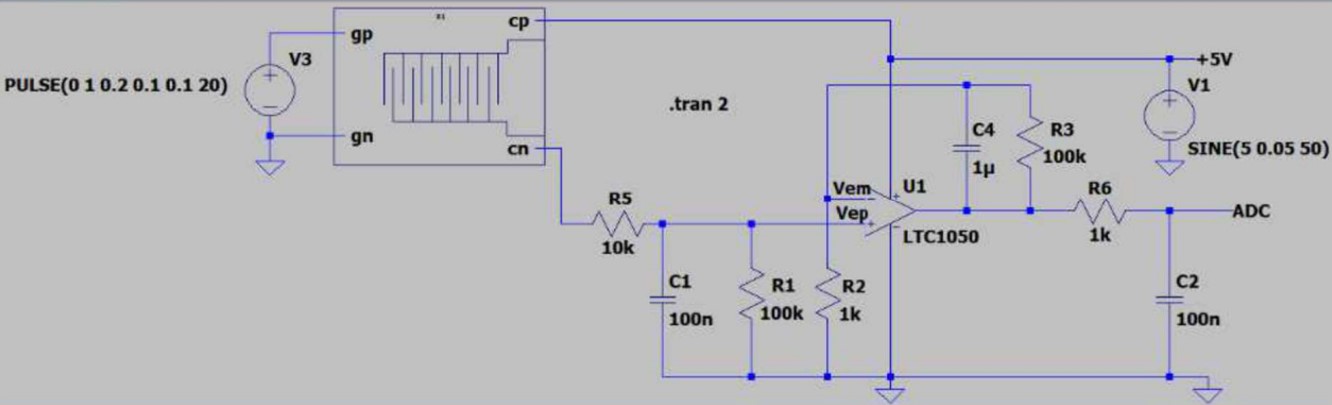 cp
gp
V3
PULSE(0 1 0.2 0.1 0.1 20)
gn
cn
.tran 2
+5V
V1
SINE(5 0.05 50)
C4
1µ
R3
100k
Vem
Vep
U1
LTC1050
R5
10k
R6
1k
ADC
C1
100n
R1
100k
R2
1k
C2
100n